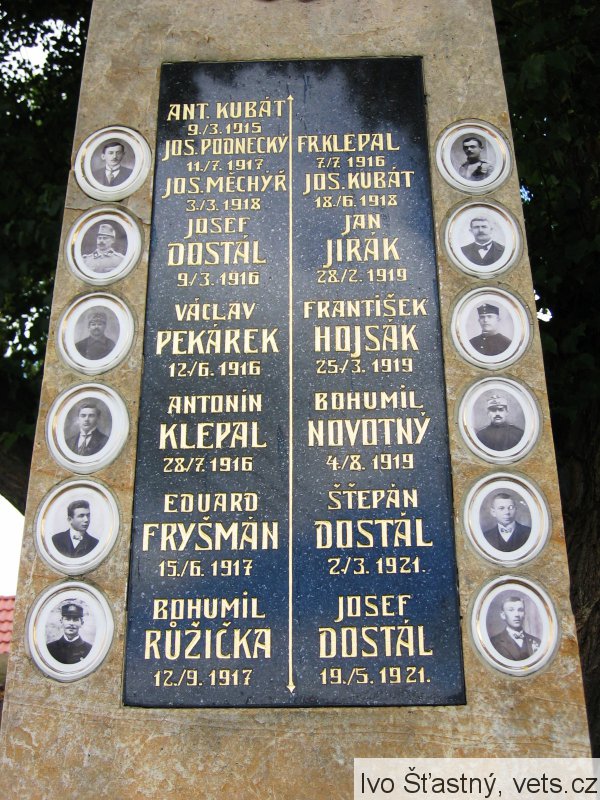 ANT. KUBÁT
9./3. 1915
JOS. PODNECKÝ
11./7. 1917
JOS. MĚCHÝŘ
3./3. 1918
JOSEF
DOSTÁL
9/3. 1916
VÁCLAV
PEKÁREK
12/6. 1916
ANTONÍN
KLEPAL
28/7. 1916
EDUARD
FRYŠMÁN
15./6. 1917
BOHUMIL
RŮŽIČKA
12./9. 1917
FR. KLEPAL
7/7. 1916
JOS. KUBÁT
18./6. 1918
JAN
JIRÁK
28/2. 1919
FRANTIŠEK
HOJSÁK
25/3. 1919
BOHUMIL
NOVOTNÝ
4/8. 1919
ŠTĚPÁN
DOSTÁL
2./3. 1921.
JOSEF
DOSTÁL
19./5. 1921.
Ivo Šťastný, vets.cz